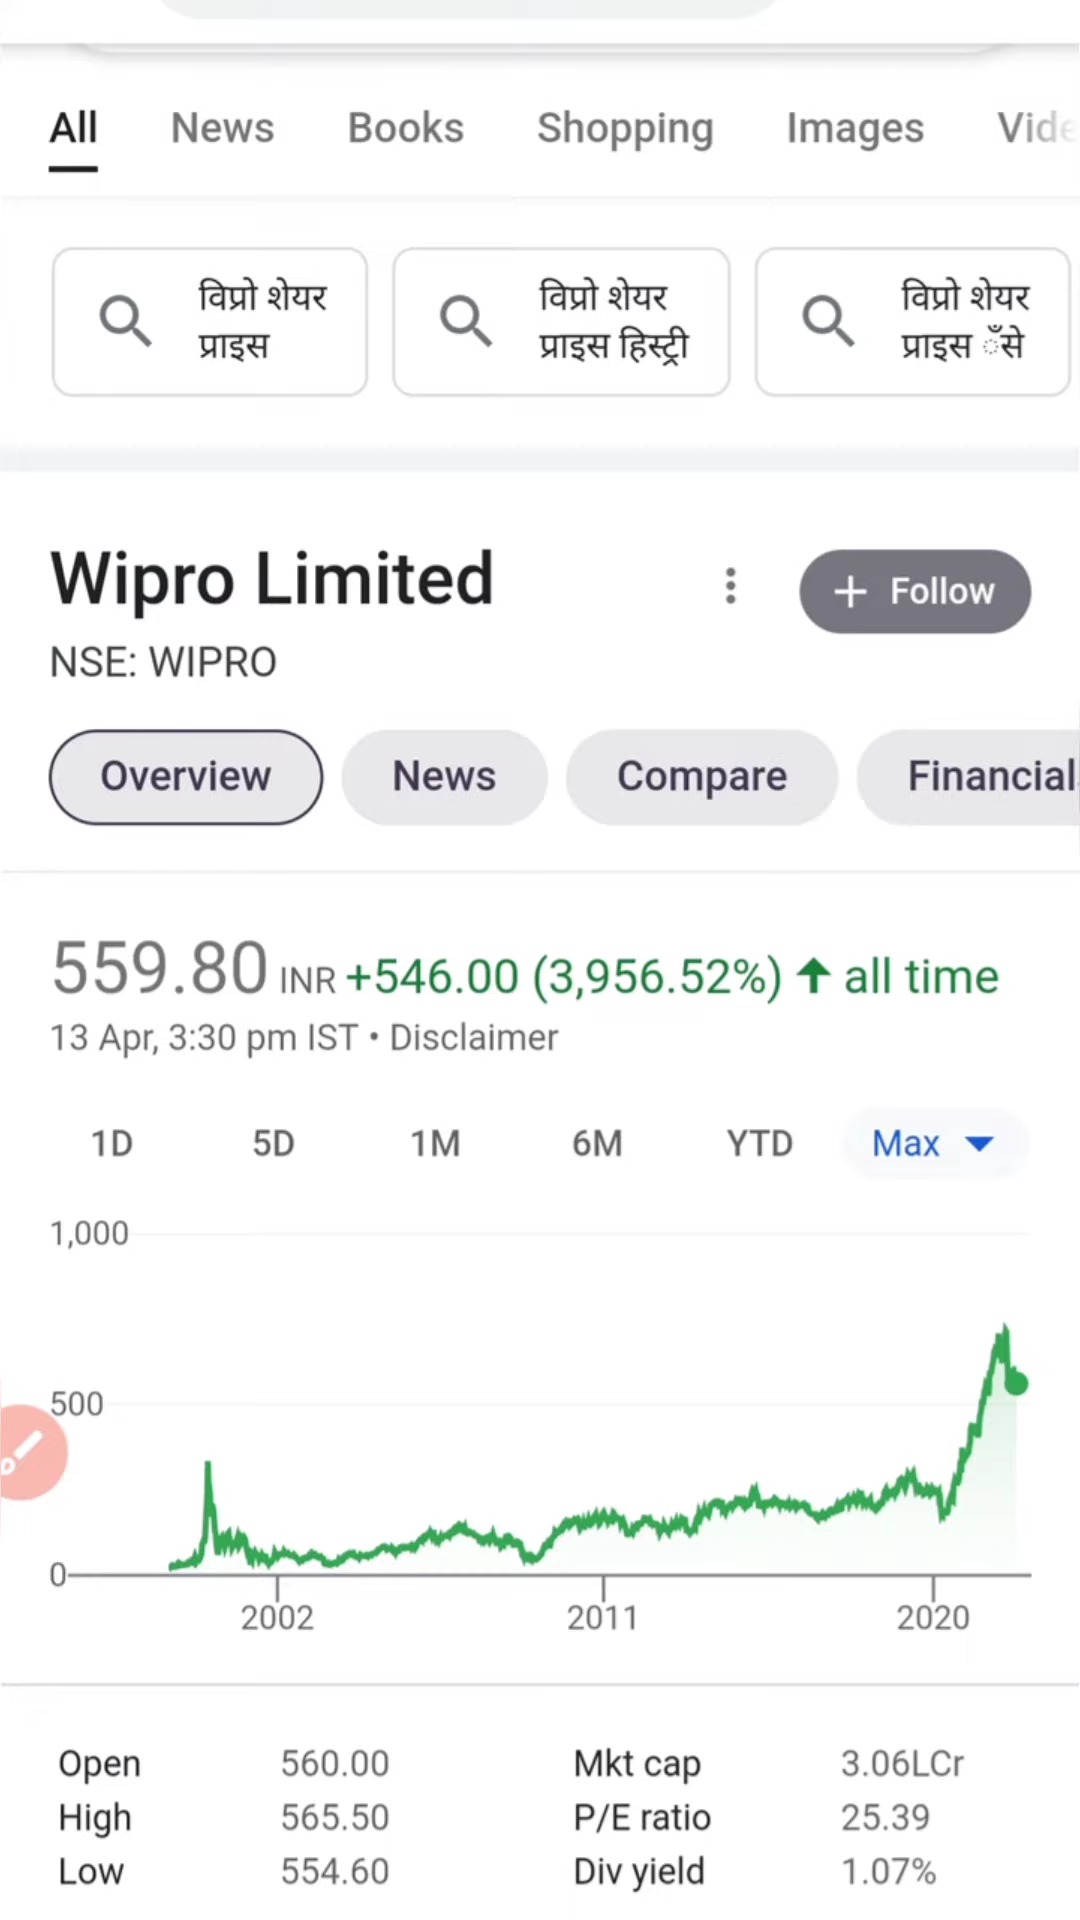 All News Books Shopping Images
विप्रो शेयर
प्राइस
विप्रो शेयर
प्राइस हिस्ट्री
विप्रो शेयर
प्राइस ँसे
Wipro Limited
+ Follow
NSE: WIPRO
Overview News Compare Financial
559.80 INR +546.00 (3,956.52%) ↑ all time
13 Apr, 3:30 pm IST • Disclaimer
1D 5D 1M 6M YTD Max
1,000
500
0
2002 2011 2020
Open 560.00 Mkt cap 3.06LCr
High 565.50 P/E ratio 25.39
Low 554.60 Div yield 1.07%